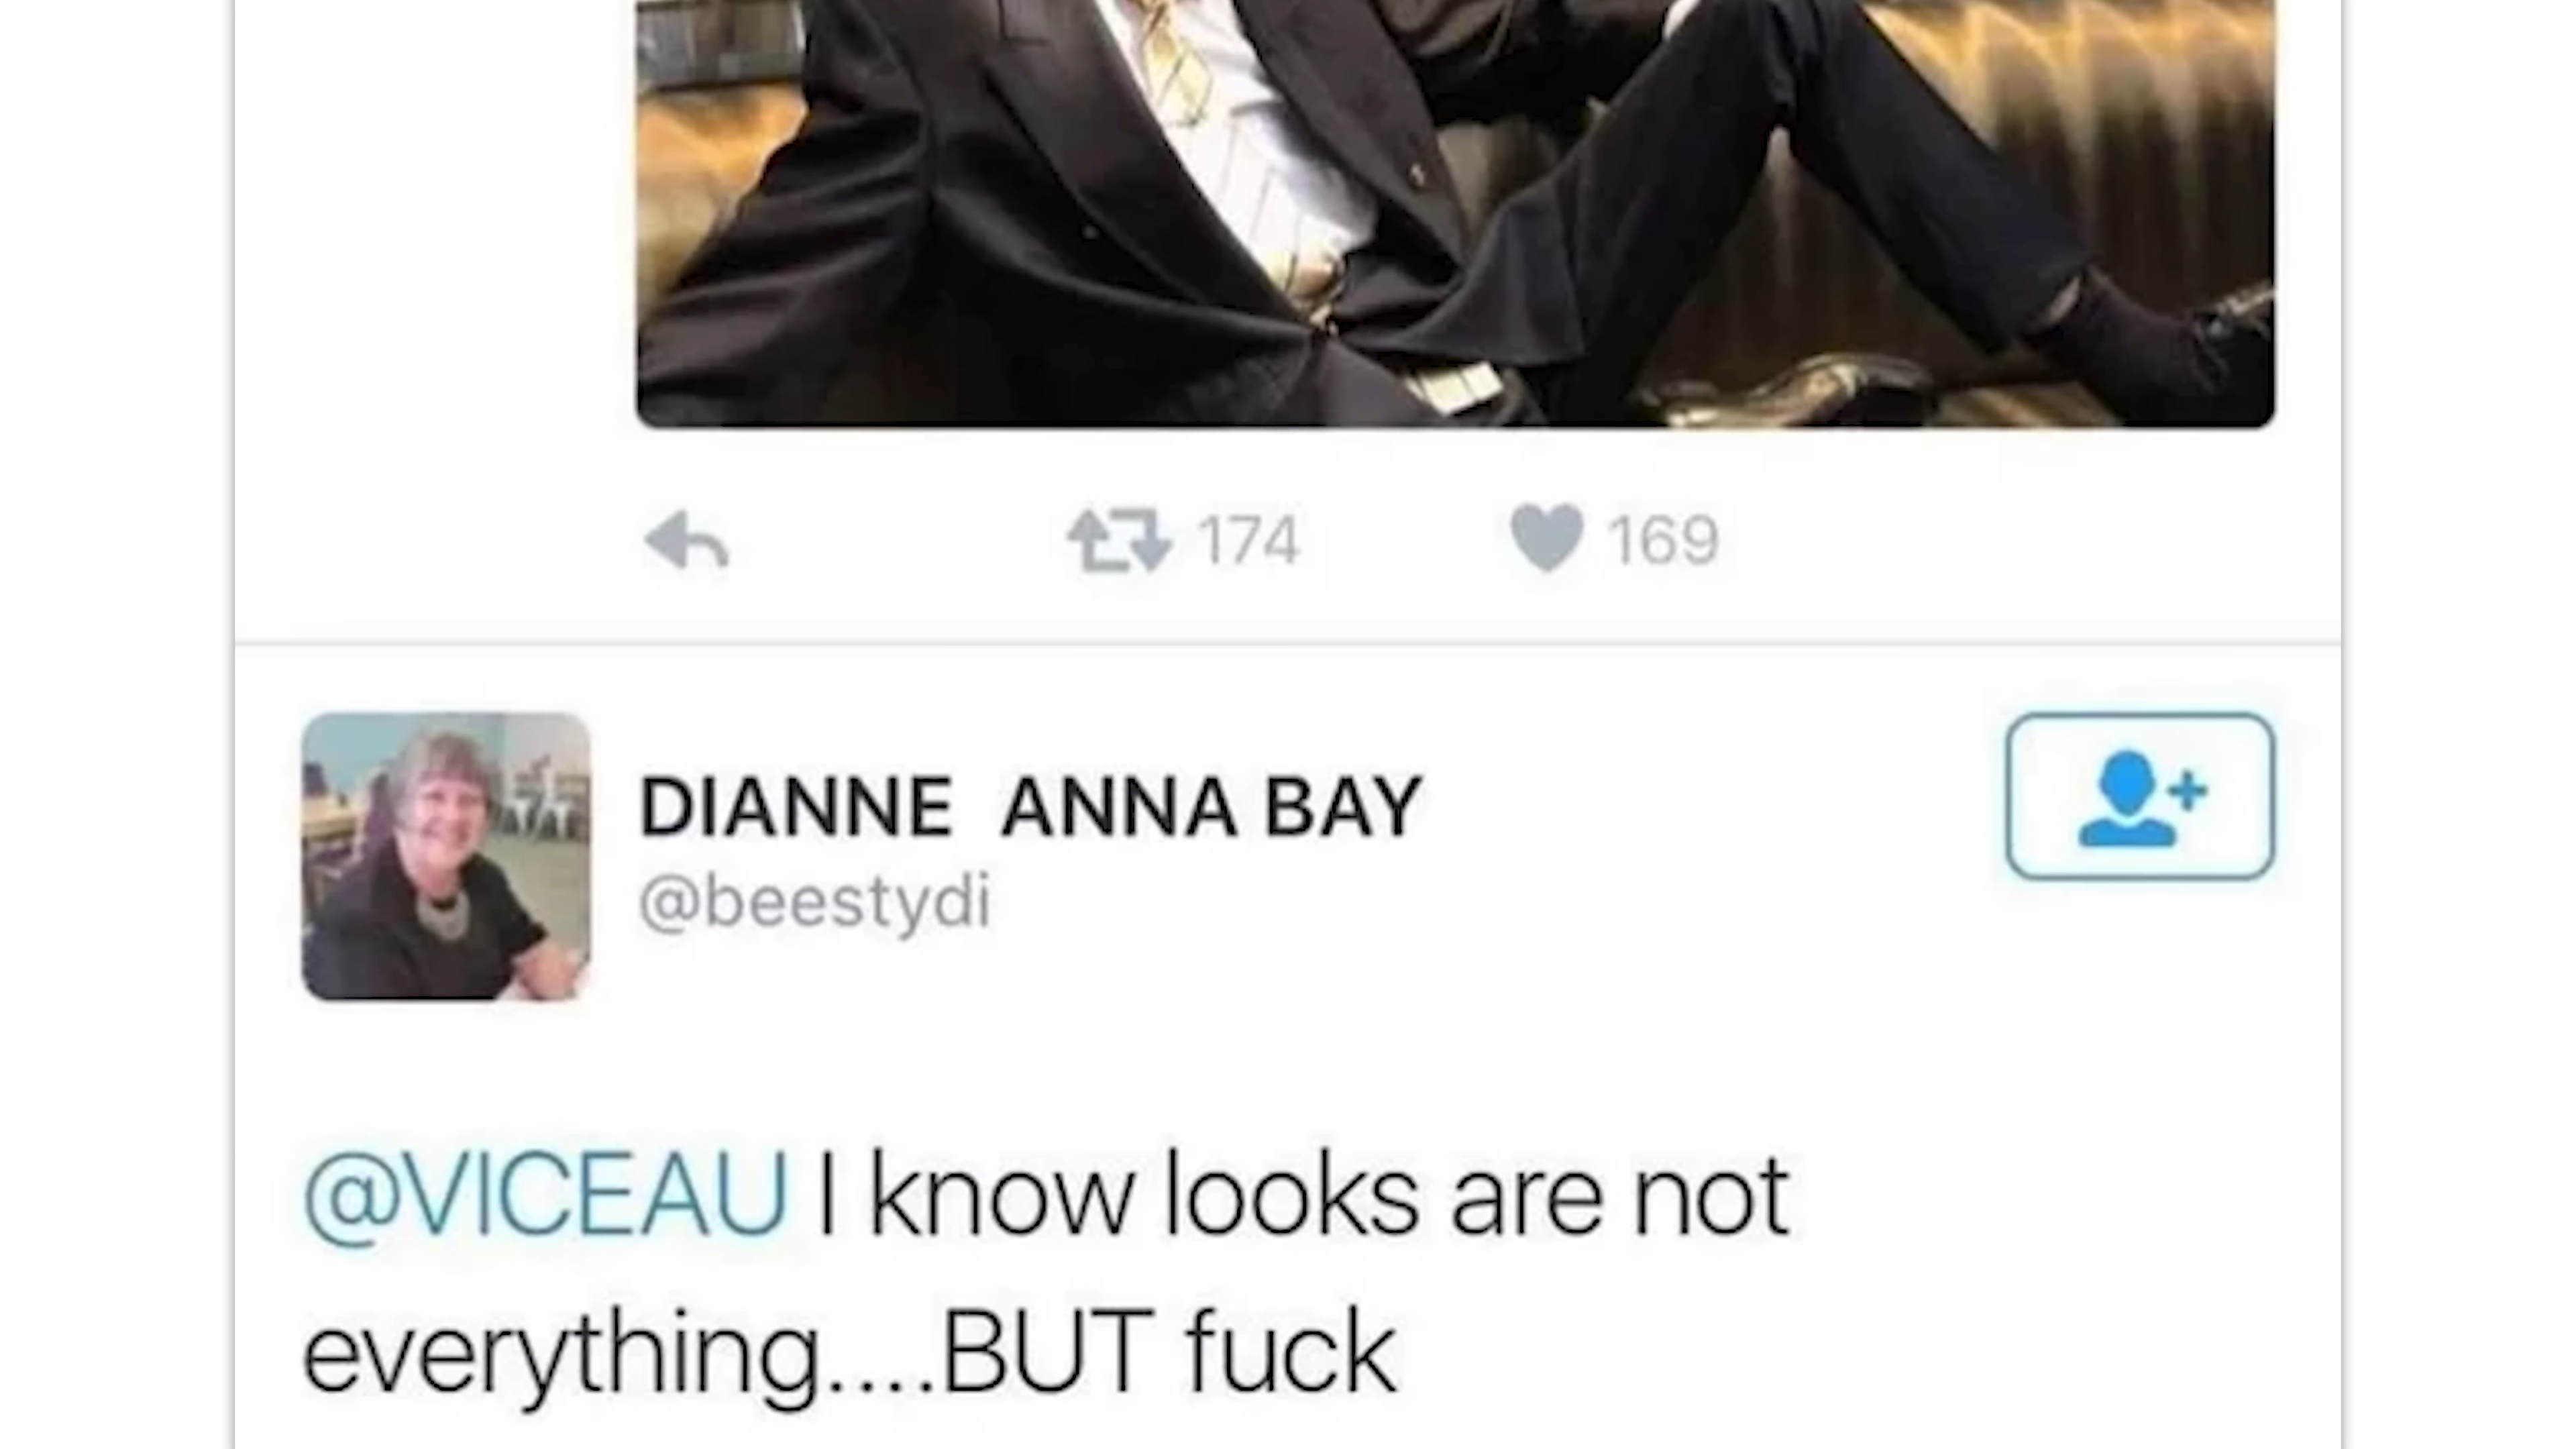 174 169
DIANNE ANNA BAY
@beestydi
@VICEAU I know looks are not
everything....BUT fuck